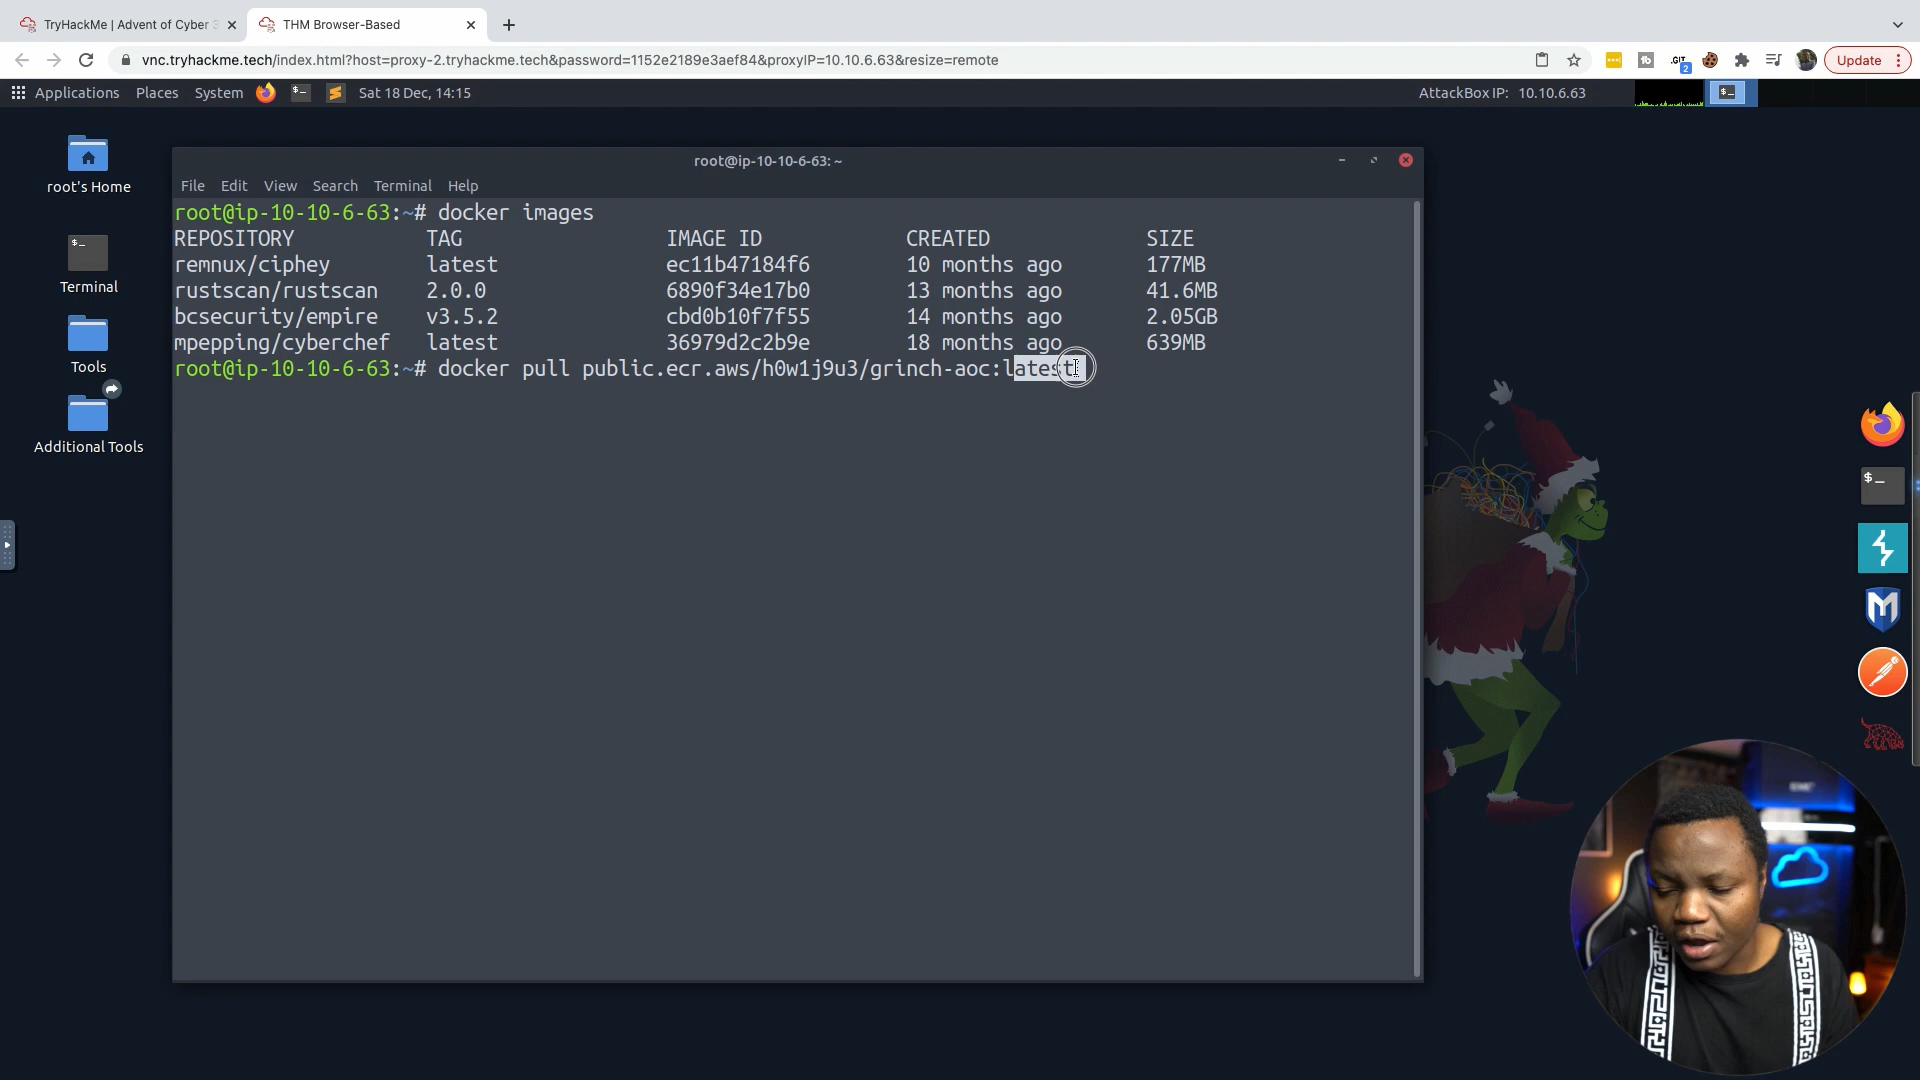 TryHackMe | Advent of Cyber 3
THM Browser-Based
vnc.tryhackme.tech/index.html?host=proxy-2.tryhackme.tech&password=1152e2189e3aef84&proxyIP=10.10.6.63&resize=remote
Update
Applications Places System Sat 18 Dec, 14:15 AttackBox IP: 10.10.6.63
root's Home
Terminal
Tools
Additional Tools
root@ip-10-10-6-63: ~
File Edit View Search Terminal Help
root@ip-10-10-6-63:~# docker images
REPOSITORY TAG IMAGE ID CREATED SIZE
remnux/ciphey latest ec11b47184f6 10 months ago 177MB
rustscan/rustscan 2.0.0 6890f34e17b0 13 months ago 41.6MB
bcsecurity/empire v3.5.2 cbd0b10f7f55 14 months ago 2.05GB
mpepping/cyberchef latest 36979d2c2b9e 18 months ago 639MB
root@ip-10-10-6-63:~# docker pull public.ecr.aws/h0w1j9u3/grinch-aoc:latest